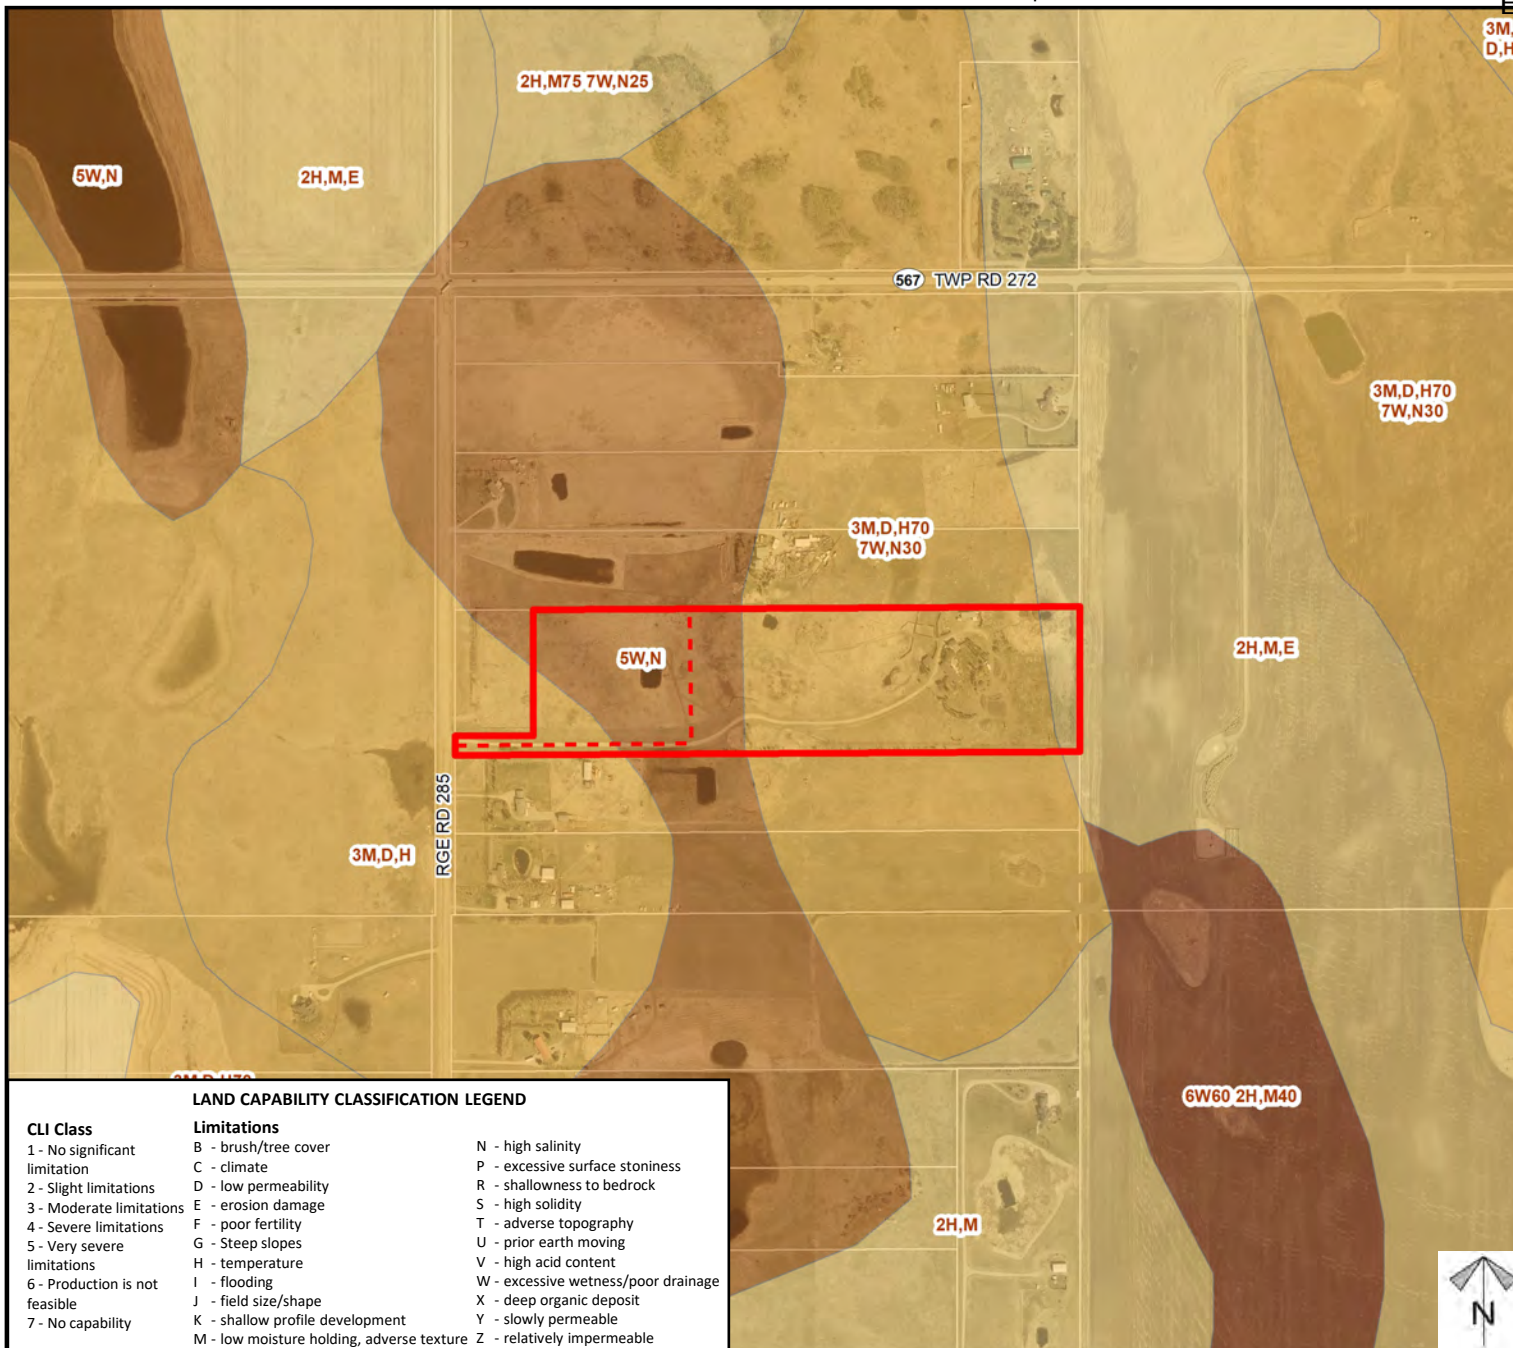 3M,
D,H
2H,M75 7W,N25
5W,N
2H,M,E
567 TWP RD 272
3M,D,H70
7W,N30
3M,D,H70
7W,N30
5W,N
2H,M,E
RGE RD 285
3M,D,H
6W60 2H,M40
2H,M
LAND CAPABILITY CLASSIFICATION LEGEND
CLI Class
1 - No significant
limitation
2 - Slight limitations
3 - Moderate limitations
4 - Severe limitations
5 - Very severe
limitations
6 - Production is not
feasible
7 - No capability
Limitations
B - brush/tree cover
C - climate
D - low permeability
E - erosion damage
F - poor fertility
G - Steep slopes
H - temperature
I - flooding
J - field size/shape
K - shallow profile development
M - low moisture holding, adverse texture
N - high salinity
P - excessive surface stoniness
R - shallowness to bedrock
S - high solidity
T - adverse topography
U - prior earth moving
V - high acid content
W - excessive wetness/poor drainage
X - deep organic deposit
Y - slowly permeable
Z - relatively impermeable
N